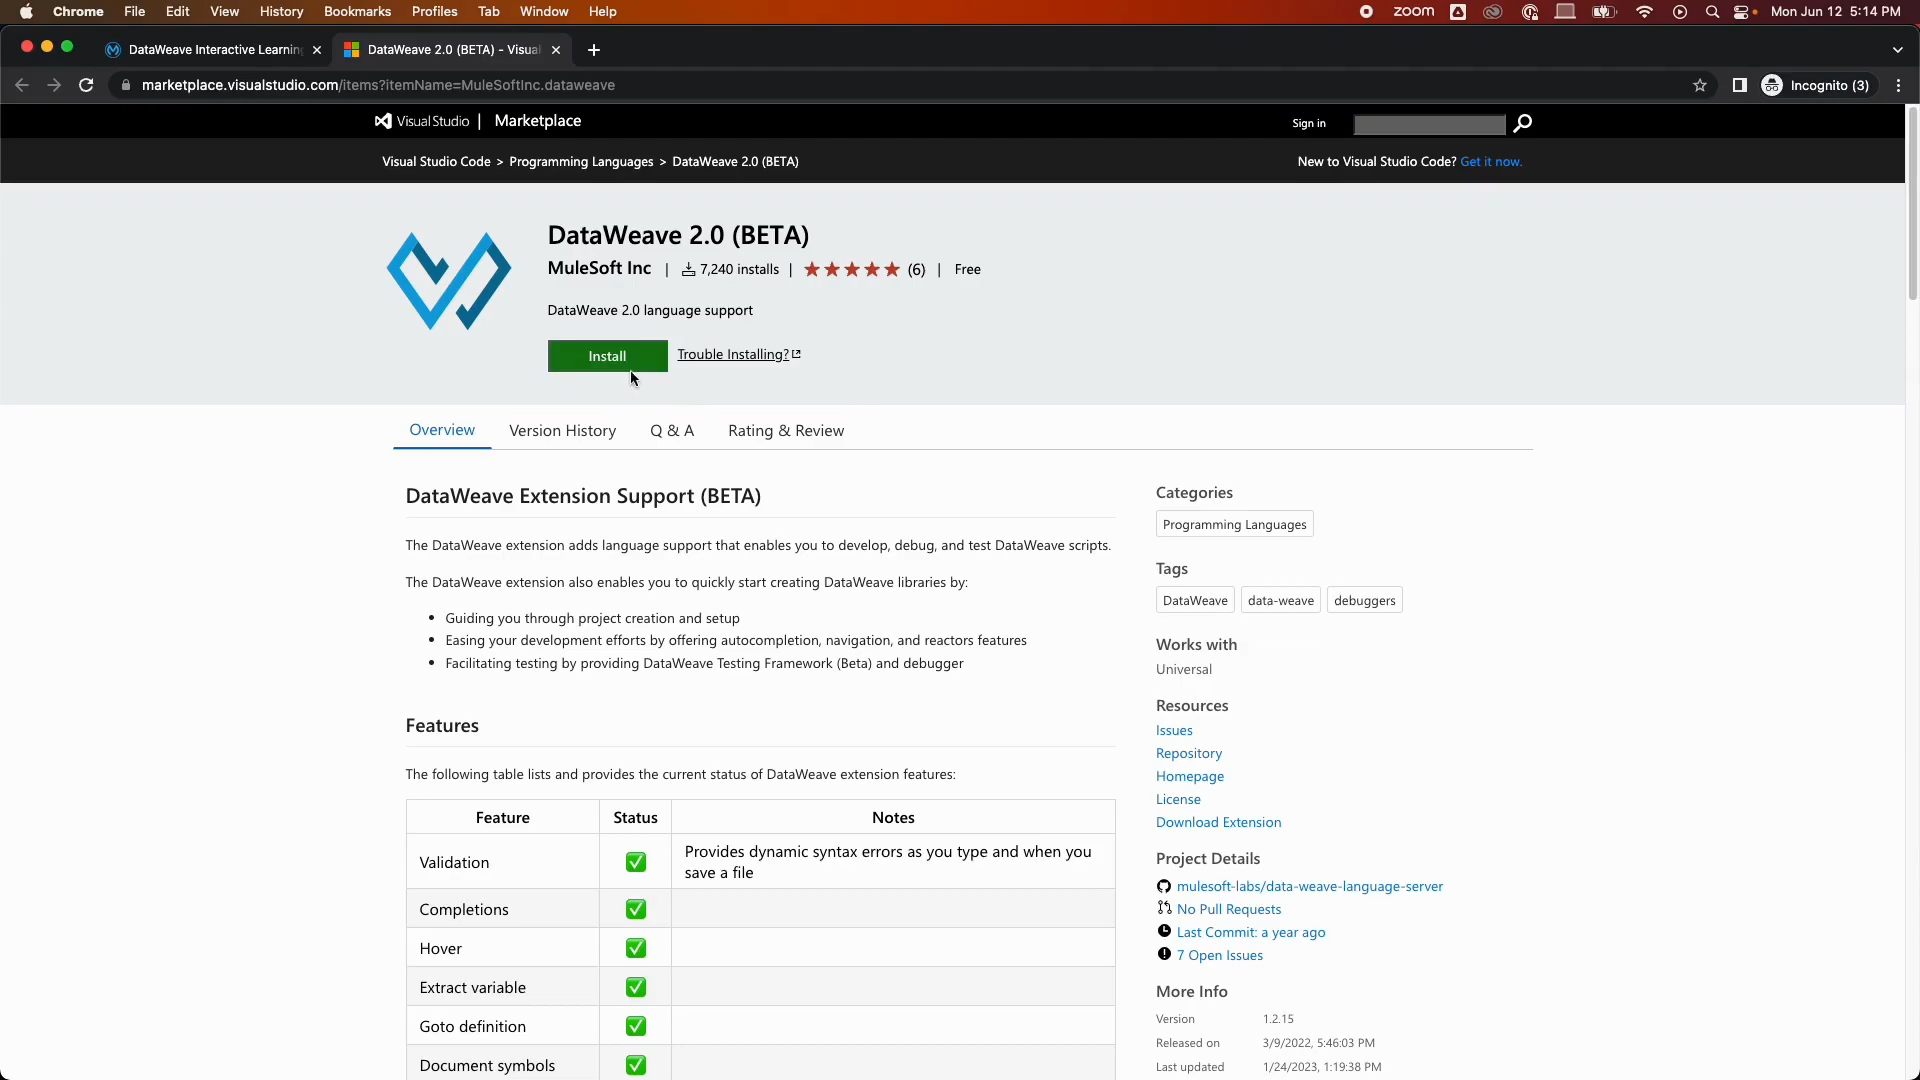 Chrome File Edit View History Bookmarks Profiles Tab Window Help zoom Mon Jun 12 5:14 PM
DataWeave Interactive Learning DataWeave 2.0 (BETA) - Visual
marketplace.visualstudio.com/items?itemName=MuleSoftInc.dataweave Incognito (3)
Visual Studio | Marketplace Sign in
Visual Studio Code > Programming Languages > DataWeave 2.0 (BETA) New to Visual Studio Code? Get it now.
DataWeave 2.0 (BETA)
MuleSoft Inc | 7,240 installs | (6) | Free
DataWeave 2.0 language support
Install Trouble Installing?
Overview Version History Q & A Rating & Review
DataWeave Extension Support (BETA)
The DataWeave extension adds language support that enables you to develop, debug, and test DataWeave scripts.
The DataWeave extension also enables you to quickly start creating DataWeave libraries by:
• Guiding you through project creation and setup
• Easing your development efforts by offering autocompletion, navigation, and reactors features
• Facilitating testing by providing DataWeave Testing Framework (Beta) and debugger
Features
The following table lists and provides the current status of DataWeave extension features:
Feature Status Notes
Validation ✅ Provides dynamic syntax errors as you type and when you
save a file
Completions ✅
Hover ✅
Extract variable ✅
Goto definition ✅
Document symbols ✅
Categories
Programming Languages
Tags
DataWeave data-weave debuggers
Works with
Universal
Resources
Issues
Repository
Homepage
License
Download Extension
Project Details
mulesoft-labs/data-weave-language-server
No Pull Requests
Last Commit: a year ago
7 Open Issues
More Info
Version 1.2.15
Released on 3/9/2022, 5:46:03 PM
Last updated 1/24/2023, 1:19:38 PM